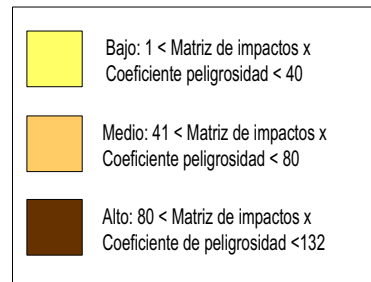 Bajo: 1 < Matriz de impactos x
Coeficiente peligrosidad < 40
Medio: 41 < Matriz de impactos x
Coeficiente peligrosidad < 80
Alto: 80 < Matriz de impactos x
Coeficiente de peligrosidad <132